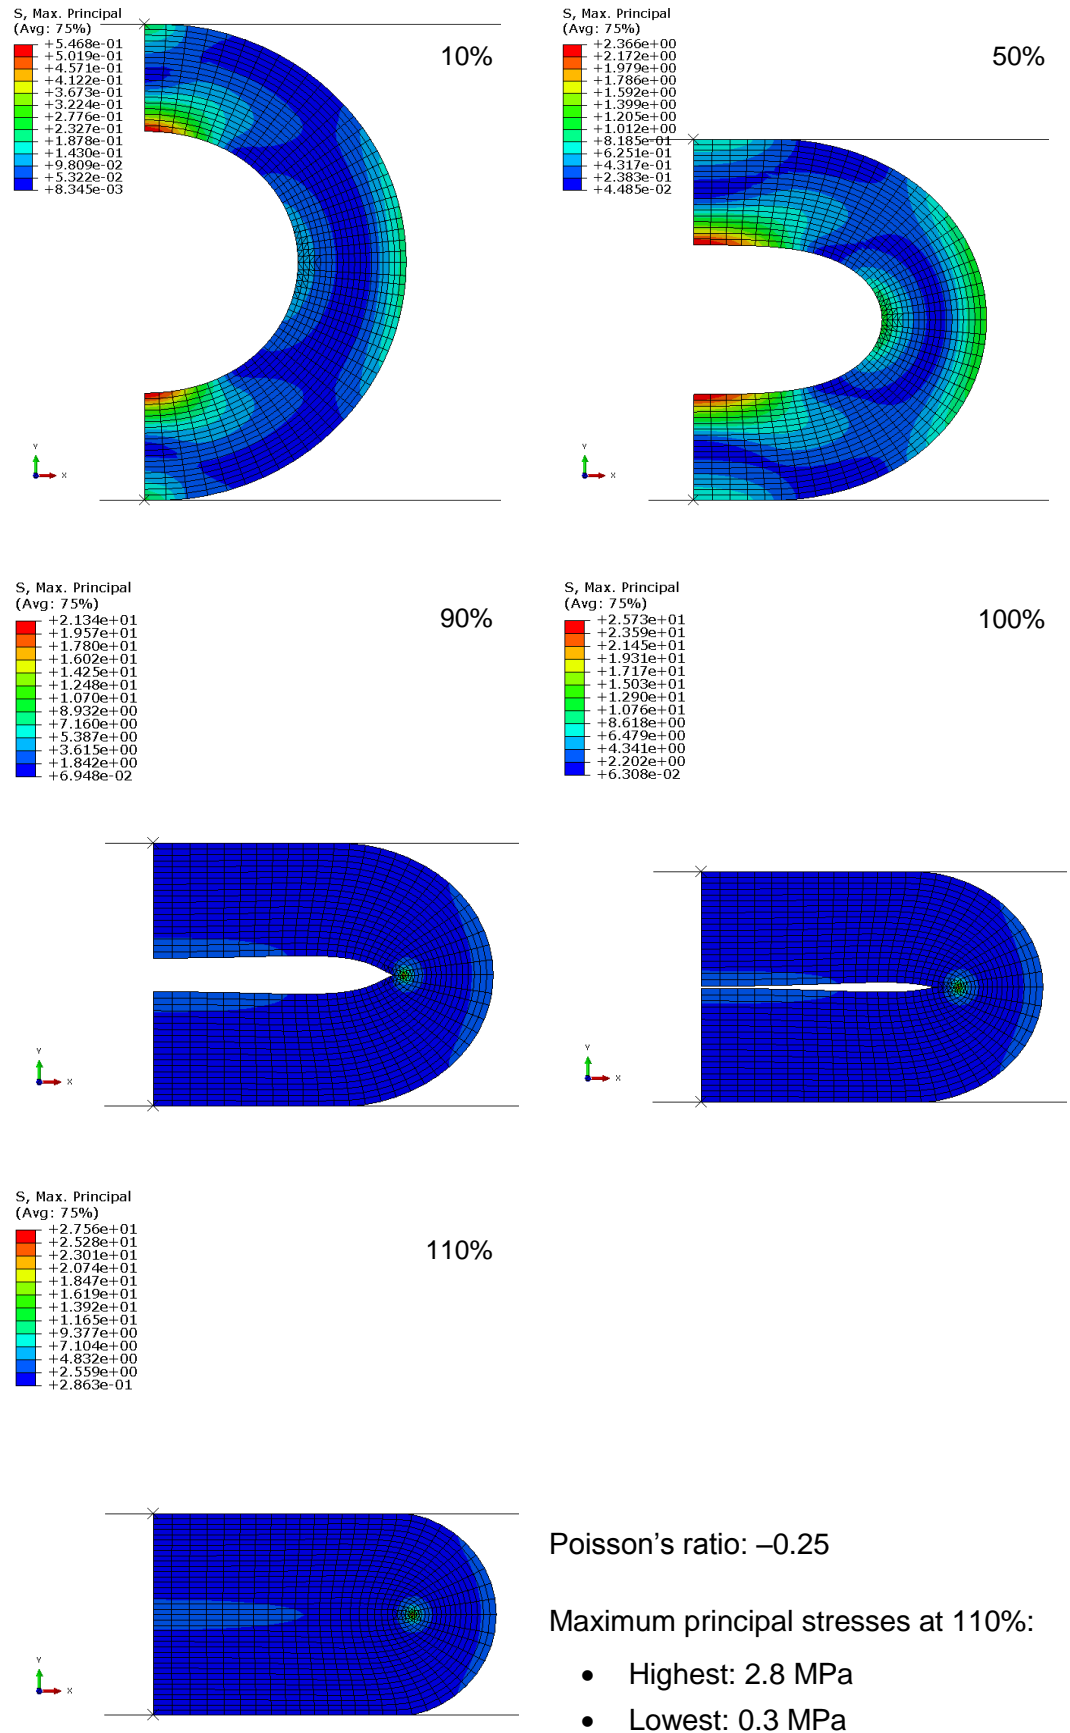 S, Max. Principal
(Avg: 75%)
+5.468e-01
+5.019e-01
+4.571e-01
+4.122e-01
+3.673e-01
+3.224e-01
+2.776e-01
+2.327e-01
+1.878e-01
+1.430e-01
+9.809e-02
+5.322e-02
+8.345e-03
10%
Y
X
S, Max. Principal
(Avg: 75%)
+2.366e+00
+2.172e+00
+1.979e+00
+1.786e+00
+1.592e+00
+1.399e+00
+1.205e+00
+1.012e+00
+8.185e-01
+6.251e-01
+4.317e-01
+2.383e-01
+4.485e-02
50%
Y
X
S, Max. Principal
(Avg: 75%)
+2.134e+01
+1.957e+01
+1.780e+01
+1.602e+01
+1.425e+01
+1.248e+01
+1.070e+01
+8.932e+00
+7.160e+00
+5.387e+00
+3.615e+00
+1.842e+00
+6.948e-02
90%
Y
X
S, Max. Principal
(Avg: 75%)
+2.573e+01
+2.359e+01
+2.145e+01
+1.931e+01
+1.717e+01
+1.503e+01
+1.290e+01
+1.076e+01
+8.618e+00
+6.479e+00
+4.341e+00
+2.202e+00
+6.308e-02
100%
Y
X
S, Max. Principal
(Avg: 75%)
+2.756e+01
+2.528e+01
+2.301e+01
+2.074e+01
+1.847e+01
+1.619e+01
+1.392e+01
+1.165e+01
+9.377e+00
+7.104e+00
+4.832e+00
+2.559e+00
+2.863e-01
110%
Y
X
Poisson’s ratio: –0.25
Maximum principal stresses at 110%:
• Highest: 2.8 MPa
• Lowest: 0.3 MPa